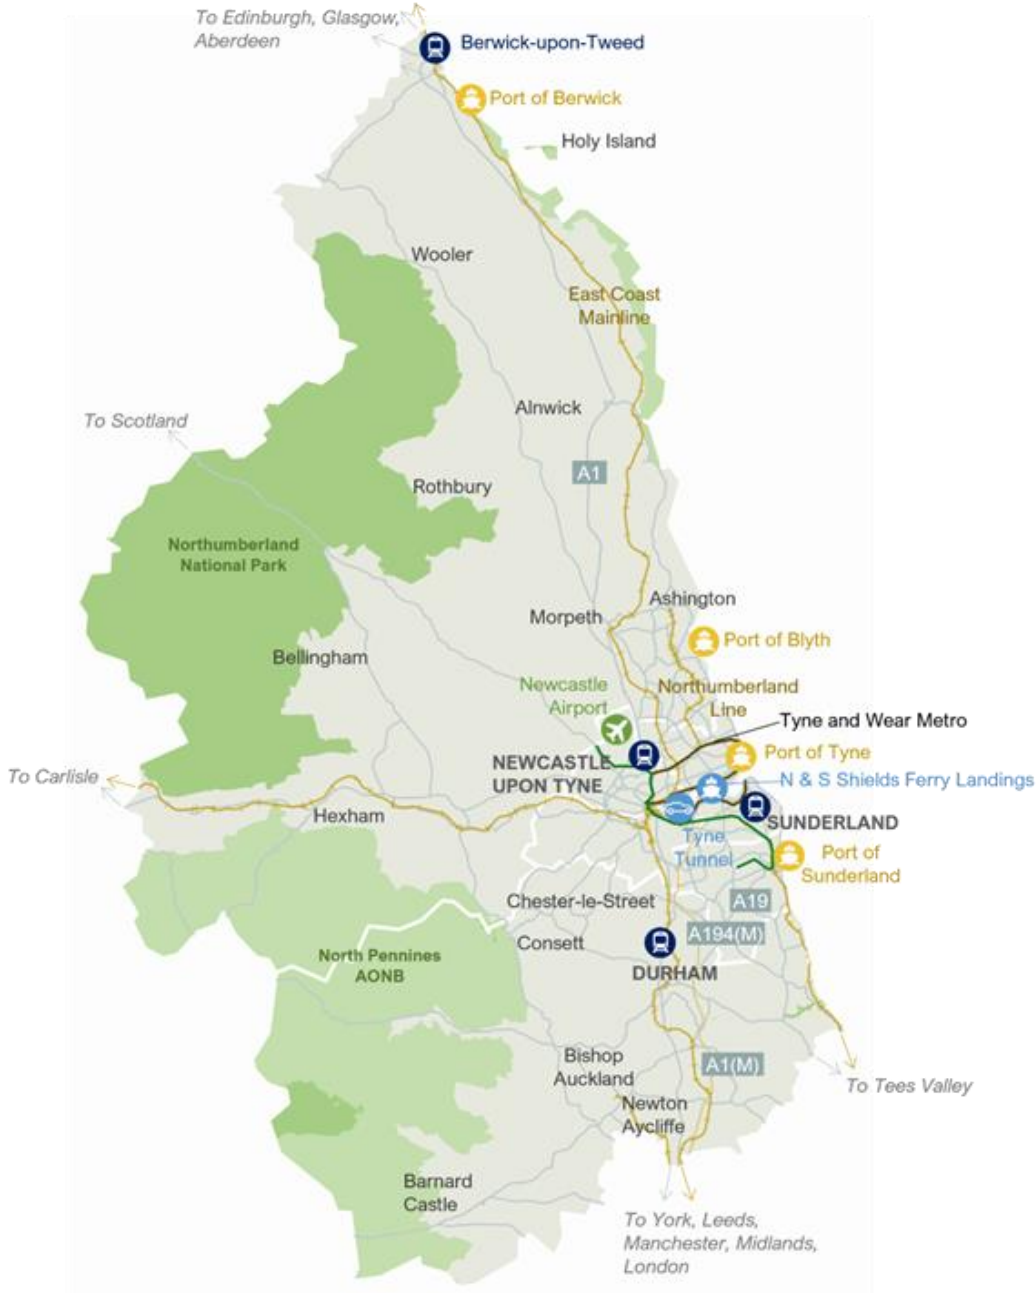 To Edinburgh, Glasgow,
Aberdeen
Berwick-upon-Tweed
Port of Berwick
Holy Island
Wooler
East Coast
Mainline
Alnwick
To Scotland
A1
Rothbury
Northumberland
National Park
Ashington
Morpeth
Port of Blyth
Bellingham
Newcastle
Airport
Northumberland
Line
Tyne and Wear Metro
Port of Tyne
NEWCASTLE
UPON TYNE
To Carlisle
N & S Shields Ferry Landings
Hexham
SUNDERLAND
Tyne
Tunnel
Port of
Sunderland
Chester-le-Street
A19
A194(M)
Consett
North Pennines
AONB
DURHAM
Bishop
Auckland
A1(M)
To Tees Valley
Newton
Aycliffe
Barnard
Castle
To York, Leeds,
Manchester, Midlands,
London